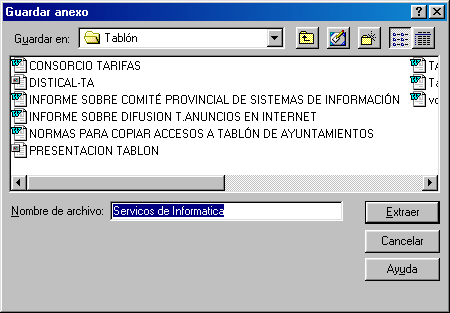 Guardar anexo
Guardar en: Tablón
CONSORCIO TARIFAS
DISTICAL-TA
INFORME SOBRE COMITÉ PROVINCIAL DE SISTEMAS DE INFORMACIÓN
INFORME SOBRE DIFUSION T.ANUNCIOS EN INTERNET
NORMAS PARA COPIAR ACCESOS A TABLÓN DE AYUNTAMIENTOS
PRESENTACION TABLON
TA
Ta
vo
Nombre de archivo: Servicos de Informatica
Extraer
Cancelar
Ayuda